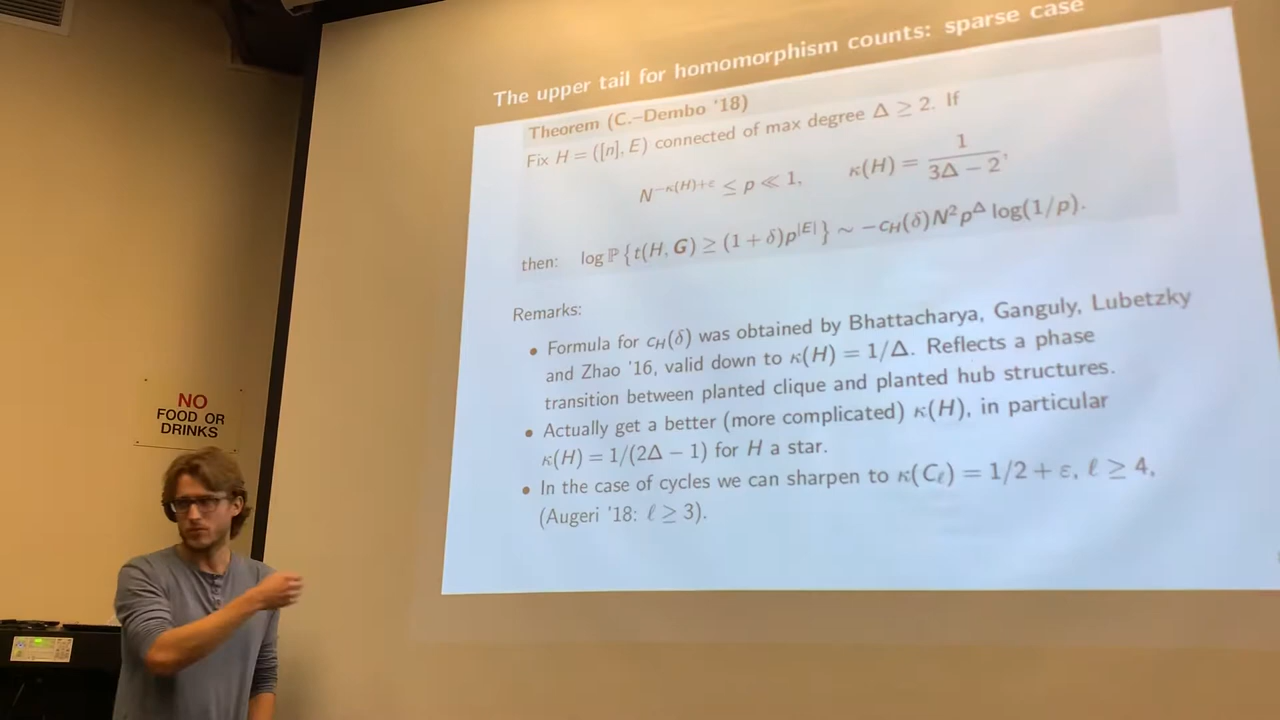 The upper tail for homomorphism counts: sparse case
Theorem (C.–Dembo '18)
Fix H = ([n], E) connected of max degree Δ ≥ 2. If
N^{−κ(H)+ε} ≤ p ≪ 1, κ(H) = 1/(3Δ − 2),
then: log ℙ{t(H, G) ≥ (1 + δ)p^{|E|}} ∼ −c_H(δ)N²p^Δ log(1/p).
Remarks:
• Formula for c_H(δ) was obtained by Bhattacharya, Ganguly, Lubetzky
and Zhao '16, valid down to κ(H) = 1/Δ. Reflects a phase
transition between planted clique and planted hub structures.
• Actually get a better (more complicated) κ(H), in particular
κ(H) = 1/(2Δ − 1) for H a star.
• In the case of cycles we can sharpen to κ(C_ℓ) = 1/2 + ε, ℓ ≥ 4,
(Augeri '18: ℓ ≥ 3).
NO
FOOD OR
DRINKS